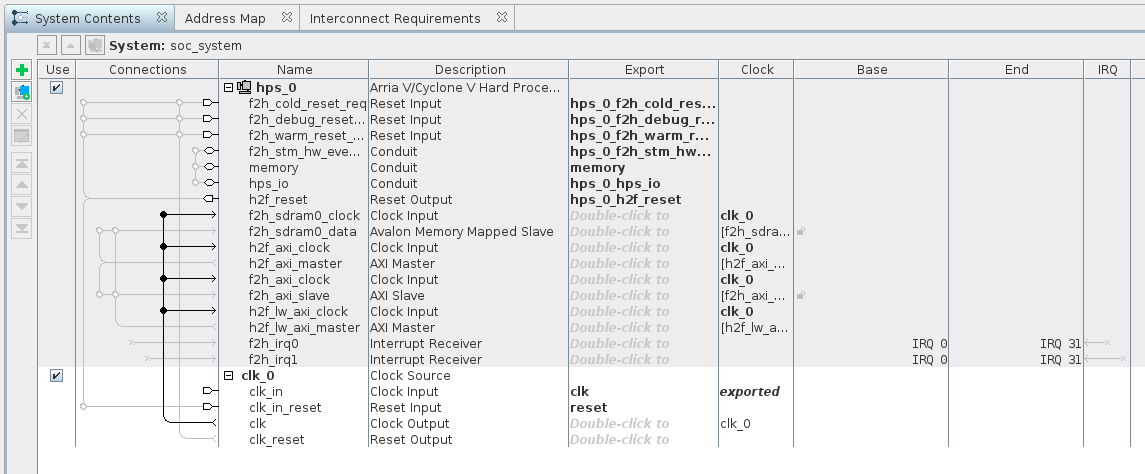 System Contents Address Map Interconnect Requirements
System: soc_system
Use Connections Name Description Export Clock Base End IRQ
hps_0 Arria V/Cyclone V Hard Proce...
f2h_cold_reset_req Reset Input hps_0_f2h_cold_res...
f2h_debug_reset... Reset Input hps_0_f2h_debug_r...
f2h_warm_reset_... Reset Input hps_0_f2h_warm_r...
f2h_stm_hw_eve... Conduit hps_0_f2h_stm_hw...
memory Conduit memory
hps_io Conduit hps_0_hps_io
h2f_reset Reset Output hps_0_h2f_reset
f2h_sdram0_clock Clock Input Double-click to clk_0
f2h_sdram0_data Avalon Memory Mapped Slave Double-click to [f2h_sdra...
h2f_axi_clock Clock Input Double-click to clk_0
h2f_axi_master AXI Master Double-click to [h2f_axi_...
f2h_axi_clock Clock Input Double-click to clk_0
f2h_axi_slave AXI Slave Double-click to [f2h_axi_...
h2f_lw_axi_clock Clock Input Double-click to clk_0
h2f_lw_axi_master AXI Master Double-click to [h2f_lw_a...
f2h_irq0 Interrupt Receiver Double-click to IRQ 0 IRQ 31
f2h_irq1 Interrupt Receiver Double-click to IRQ 0 IRQ 31
clk_0 Clock Source
clk_in Clock Input clk exported
clk_in_reset Reset Input reset
clk Clock Output Double-click to clk_0
clk_reset Reset Output Double-click to